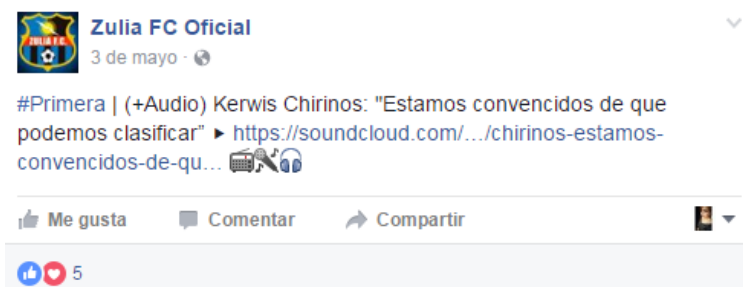 ZULIA F.C.
Zulia FC Oficial
3 de mayo ·
#Primera | (+Audio) Kerwis Chirinos: "Estamos convencidos de que
podemos clasificar” ► https://soundcloud.com/…/chirinos-estamos-
convencidos-de-qu…
Me gusta
Comentar
Compartir
5